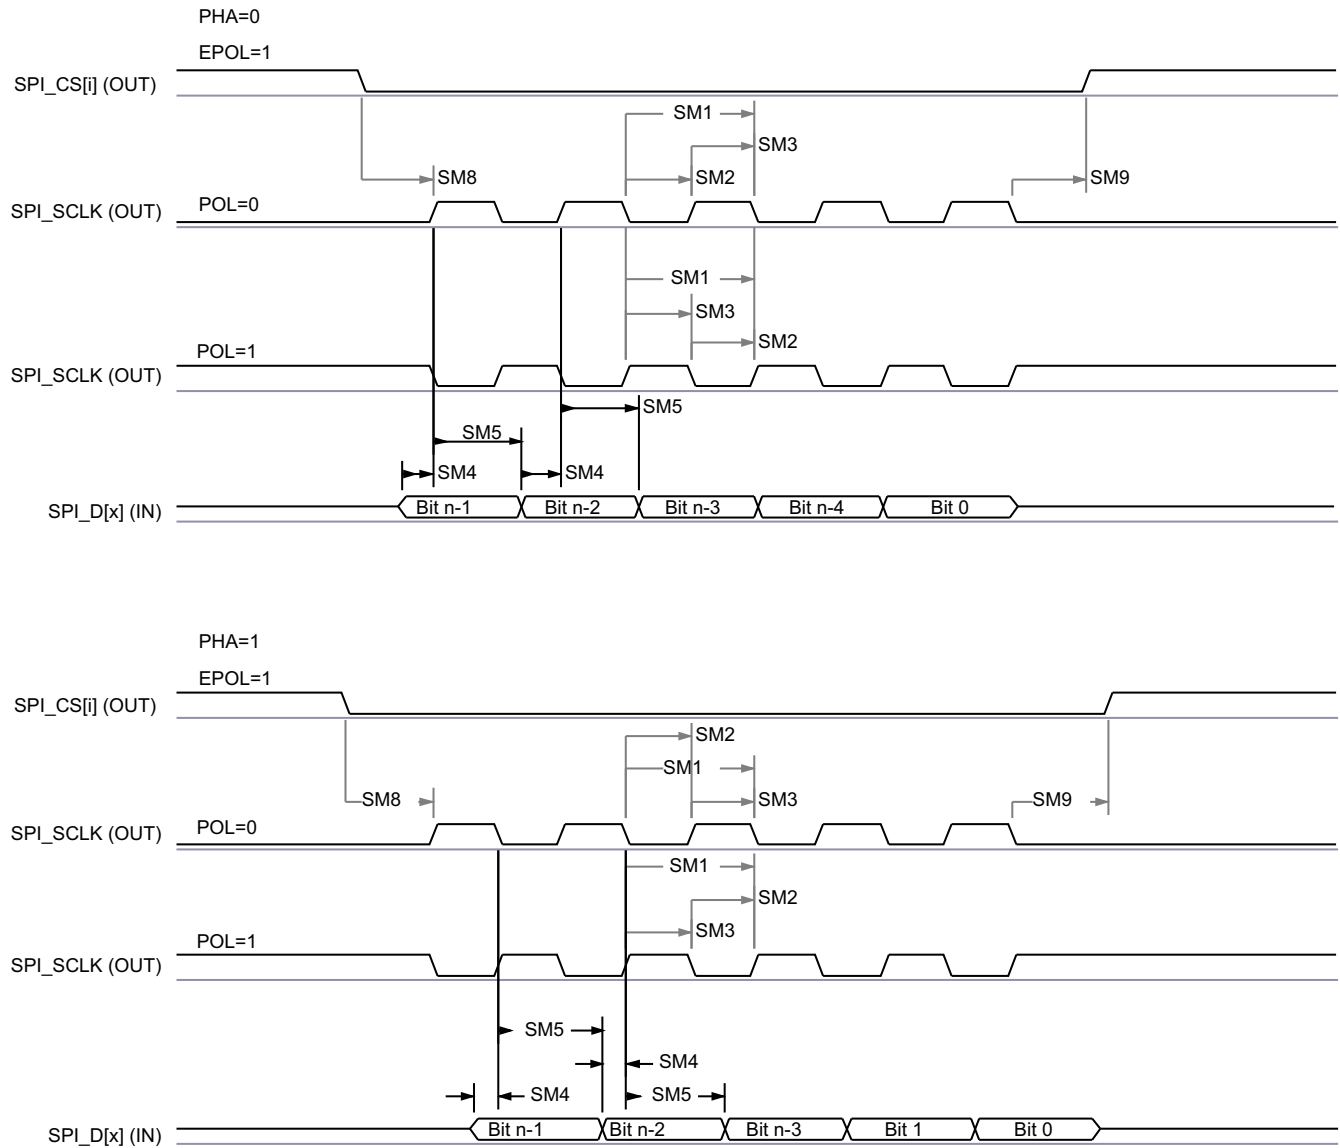 PHA=0
EPOL=1
SPI_CS[i] (OUT)
SM1
SM3
SM8
SM2
SM9
SPI_SCLK (OUT)
POL=0
SM1
SM3
SM2
POL=1
SPI_SCLK (OUT)
SM5
SM5
SM4
SM4
SPI_D[x] (IN)
Bit n-1
Bit n-2
Bit n-3
Bit n-4
Bit 0
PHA=1
EPOL=1
SPI_CS[i] (OUT)
SM2
SM1
SM8
SM3
SM9
SPI_SCLK (OUT)
POL=0
SM1
SM2
SM3
POL=1
SPI_SCLK (OUT)
SM5
SM4
SM4
SM5
SPI_D[x] (IN)
Bit n-1
Bit n-2
Bit n-3
Bit 1
Bit 0